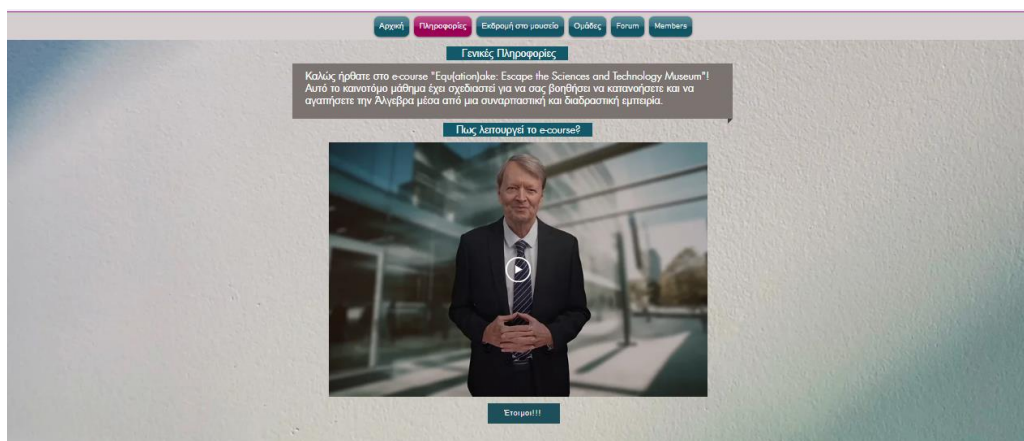 Αρχική Πληροφορίες Εκδρομή στο μουσείο Ομάδες Forum Members
Γενικές Πληροφορίες
Καλώς ήρθατε στο e-course "Equ(ation)ake: Escape the Sciences and Technology Museum"!
Αυτό το καινοτόμο μάθημα έχει σχεδιαστεί για να σας βοηθήσει να κατανοήσετε και να
αγαπήσετε την Άλγεβρα μέσα από μια συναρπαστική και διαδραστική εμπειρία.
Πως λειτουργεί το e-course?
Έτοιμοι!!!